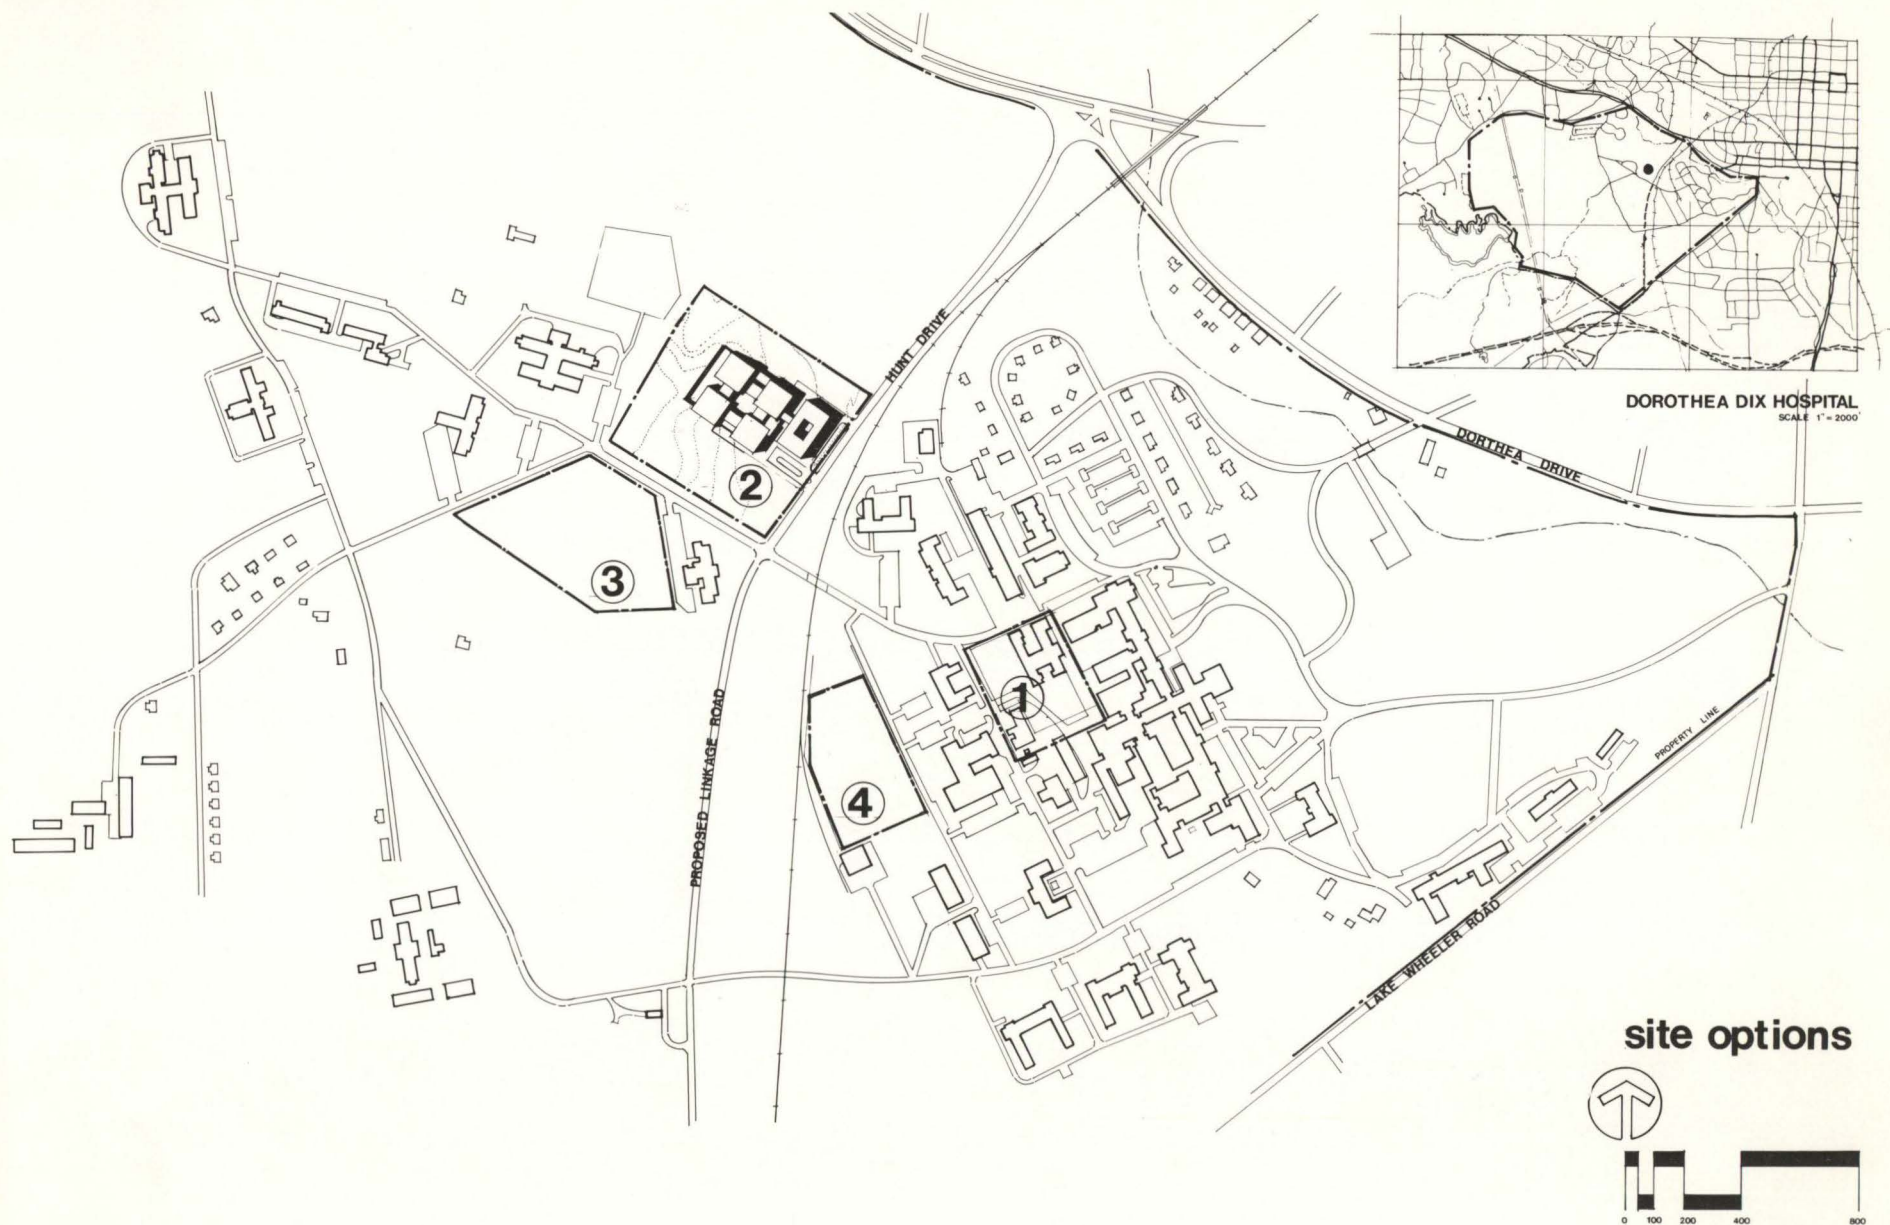 DOROTHEA DIX HOSPITAL
SCALE 1" = 2000'
HUNT DRIVE
DORTHEA DRIVE
2
3
1
4
PROPOSED LINKAGE ROAD
PROPERTY LINE
LAKE WHEELER ROAD
site options
0 100 200 400 800